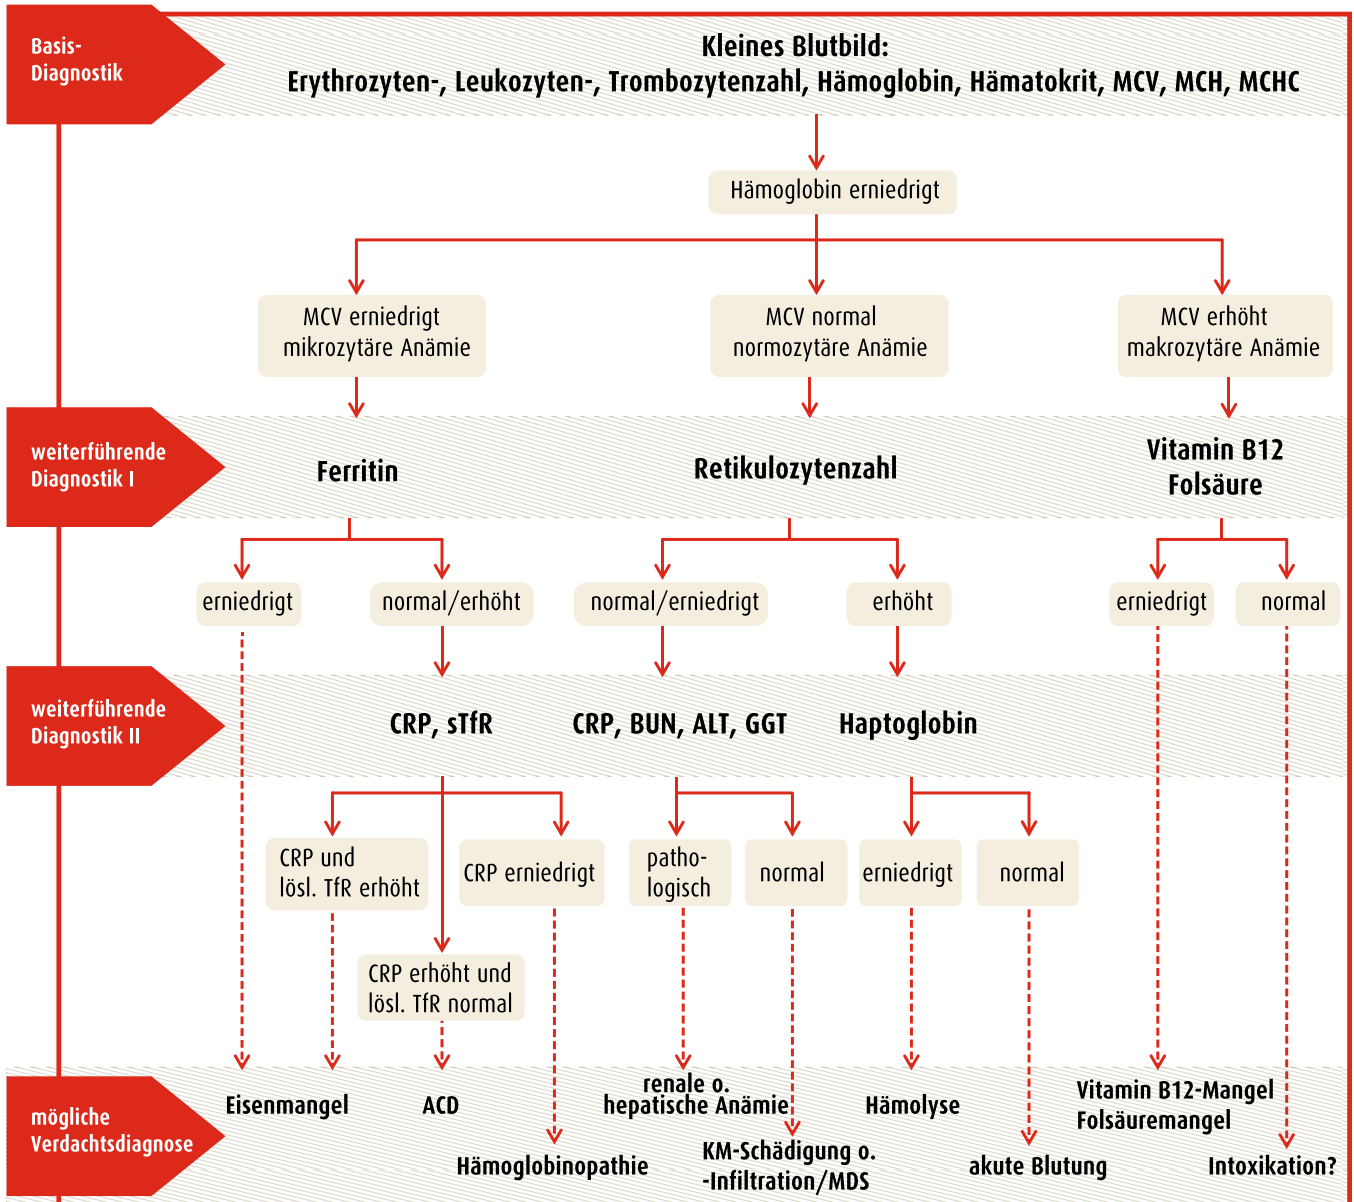 Basis-
Diagnostik
Kleines Blutbild:
Erythrozyten-, Leukozyten-, Trombozytenzahl, Hämoglobin, Hämatokrit, MCV, MCH, MCHC
Hämoglobin erniedrigt
MCV erniedrigt
mikrozytäre Anämie
MCV normal
normozytäre Anämie
MCV erhöht
makrozytäre Anämie
weiterführende
Diagnostik I
Ferritin
Retikulozytenzahl
Vitamin B12
Folsäure
erniedrigt
normal/erhöht
normal/erniedrigt
erhöht
erniedrigt
normal
weiterführende
Diagnostik II
CRP, sTfR
CRP, BUN, ALT, GGT
Haptoglobin
CRP und
lösl. TfR erhöht
CRP erniedrigt
patho-
logisch
normal
erniedrigt
normal
CRP erhöht und
lösl. TfR normal
mögliche
Verdachtsdiagnose
Eisenmangel
ACD
Hämoglobinopathie
renale o.
hepatische Anämie
KM-Schädigung o.
-Infiltration/MDS
Hämolyse
akute Blutung
Vitamin B12-Mangel
Folsäuremangel
Intoxikation?